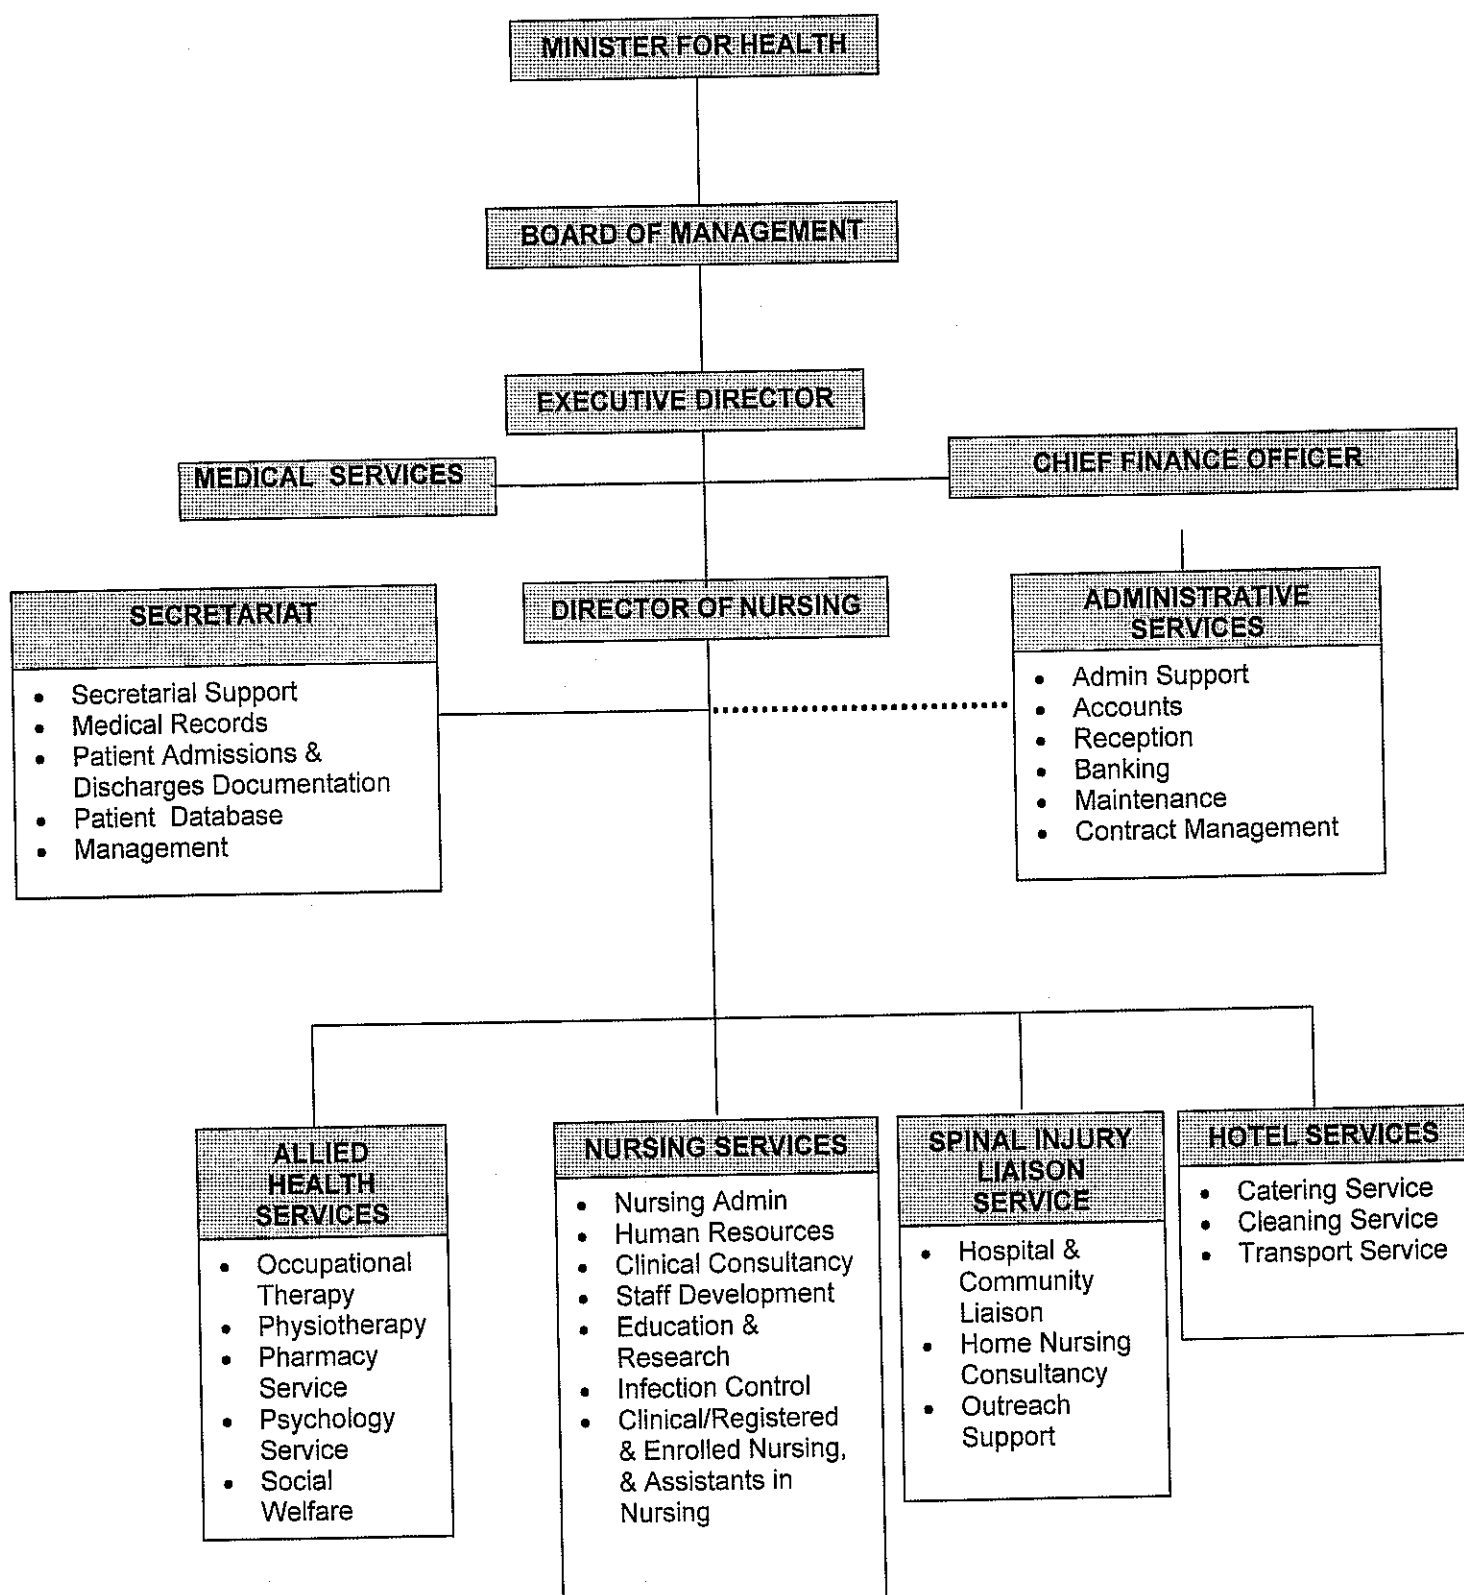 MINISTER FOR HEALTH
BOARD OF MANAGEMENT
EXECUTIVE DIRECTOR
MEDICAL SERVICES
CHIEF FINANCE OFFICER
SECRETARIAT
• Secretarial Support
• Medical Records
• Patient Admissions &
Discharges Documentation
• Patient Database
• Management
DIRECTOR OF NURSING
ADMINISTRATIVE
SERVICES
• Admin Support
• Accounts
• Reception
• Banking
• Maintenance
• Contract Management
ALLIED
HEALTH
SERVICES
• Occupational
Therapy
• Physiotherapy
• Pharmacy
Service
• Psychology
Service
• Social
Welfare
NURSING SERVICES
• Nursing Admin
• Human Resources
• Clinical Consultancy
• Staff Development
• Education &
Research
• Infection Control
• Clinical/Registered
& Enrolled Nursing,
& Assistants in
Nursing
SPINAL INJURY
LIAISON
SERVICE
• Hospital &
Community
Liaison
• Home Nursing
Consultancy
• Outreach
Support
HOTEL SERVICES
• Catering Service
• Cleaning Service
• Transport Service